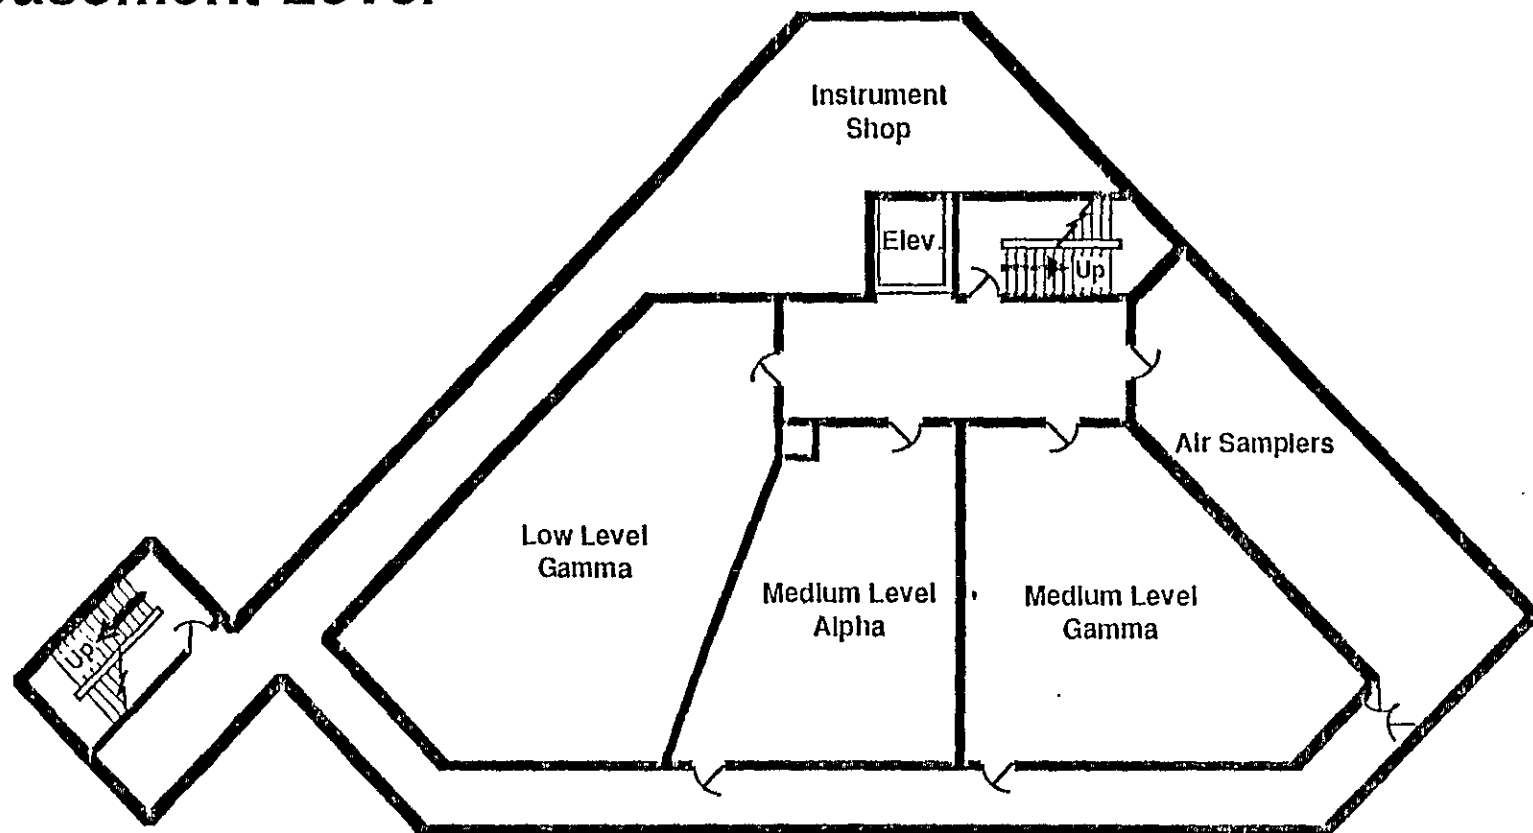 Instrument
Shop
Elev.
Up
Air Samplers
Low Level
Gamma
Medium Level
Alpha
Medium Level
Gamma
Up